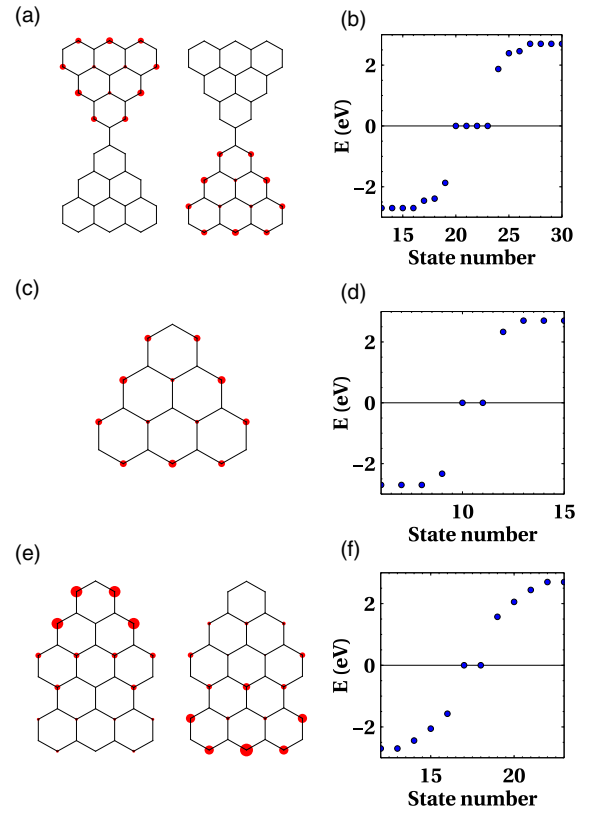 (a)
(b)
E (eV)
2
0
−2
15 20 25 30
State number
(c)
(d)
E (eV)
2
0
−2
10 15
State number
(e)
(f)
E (eV)
2
0
−2
15 20
State number